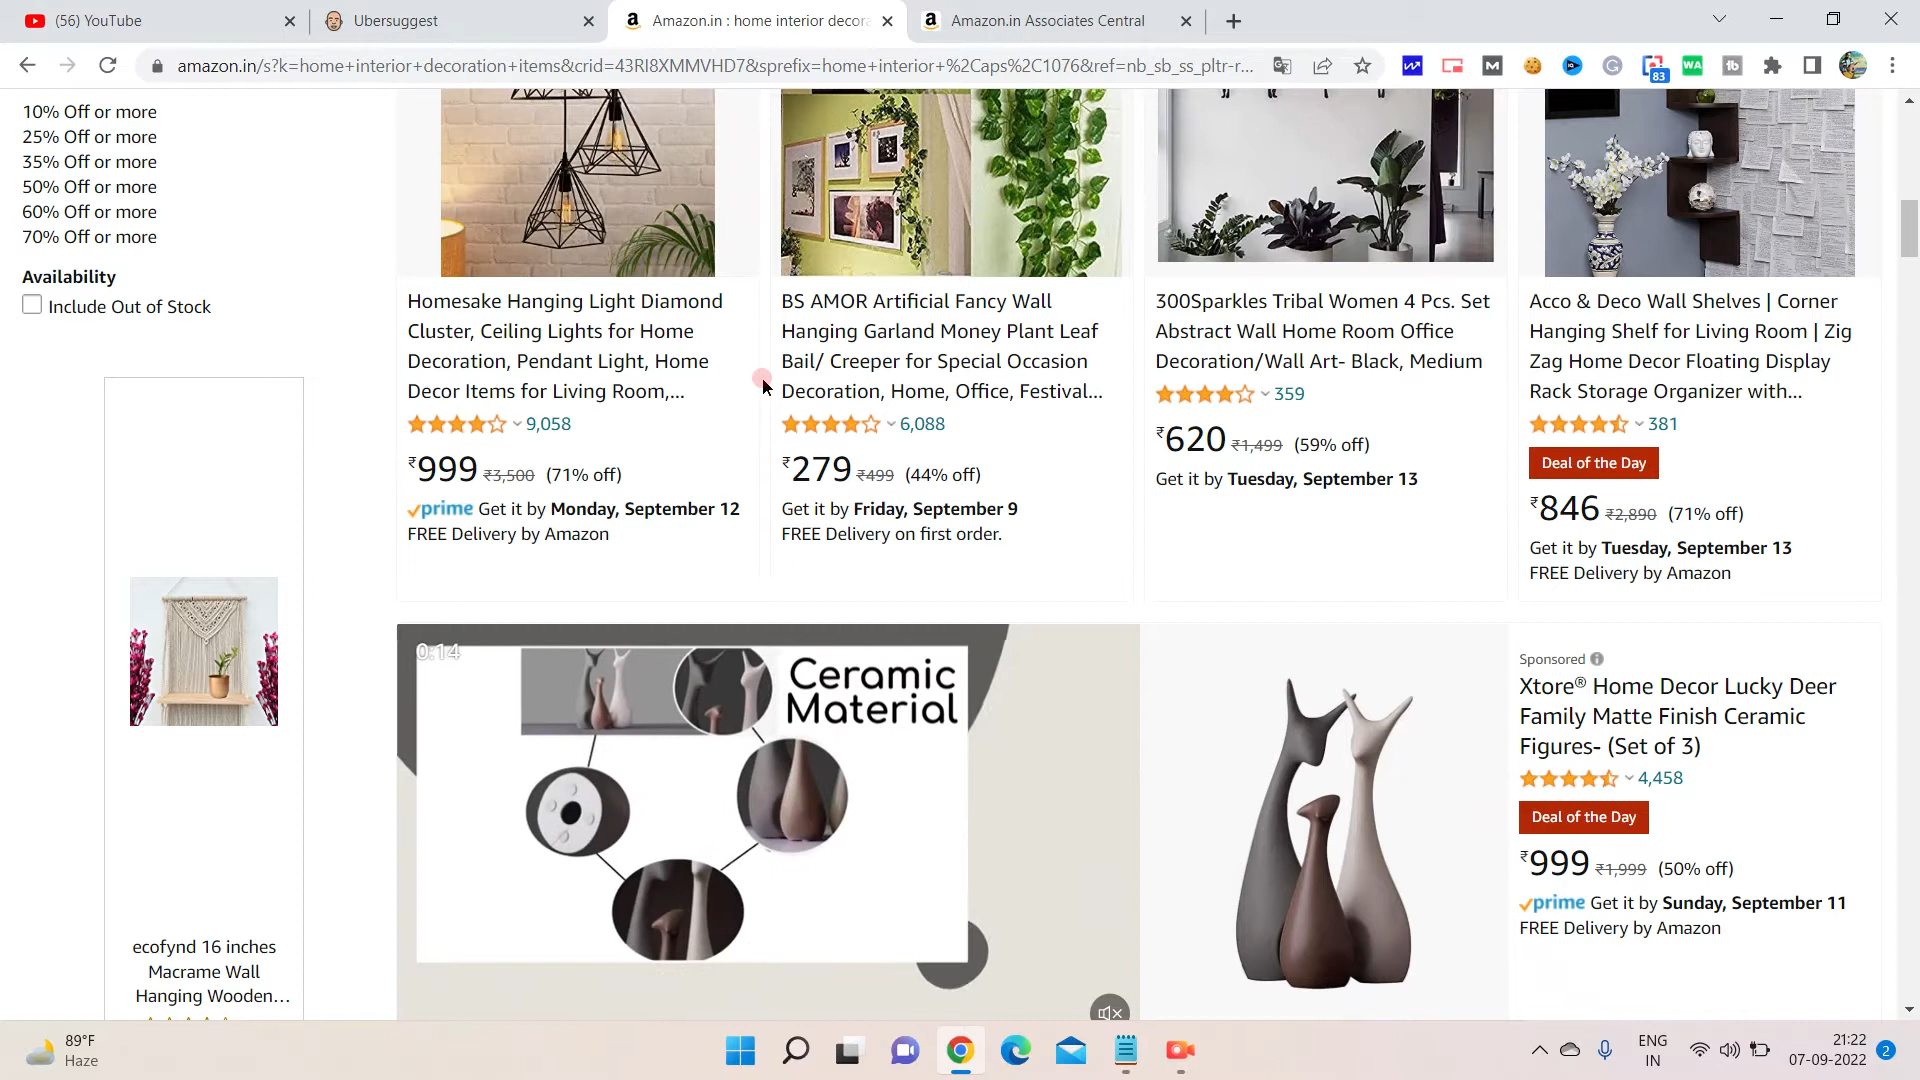 (56) YouTube
Ubersuggest
Amazon.in : home interior decora
Amazon.in Associates Central
amazon.in/s?k=home+interior+decoration+items&crid=43RI8XMMVHD7&sprefix=home+interior+%2Caps%2C1076&ref=nb_sb_ss_pltr-r...
83
WA
10% Off or more
25% Off or more
35% Off or more
50% Off or more
60% Off or more
70% Off or more
Availability
Include Out of Stock
ecofynd 16 inches
Macrame Wall
Hanging Wooden...
Homesake Hanging Light Diamond
Cluster, Ceiling Lights for Home
Decoration, Pendant Light, Home
Decor Items for Living Room,...
9,058
₹999 ₹3,500 (71% off)
prime Get it by Monday, September 12
FREE Delivery by Amazon
BS AMOR Artificial Fancy Wall
Hanging Garland Money Plant Leaf
Bail/ Creeper for Special Occasion
Decoration, Home, Office, Festival...
6,088
₹279 ₹499 (44% off)
Get it by Friday, September 9
FREE Delivery on first order.
300Sparkles Tribal Women 4 Pcs. Set
Abstract Wall Home Room Office
Decoration/Wall Art- Black, Medium
359
₹620 ₹1,499 (59% off)
Get it by Tuesday, September 13
Acco & Deco Wall Shelves | Corner
Hanging Shelf for Living Room | Zig
Zag Home Decor Floating Display
Rack Storage Organizer with...
381
Deal of the Day
₹846 ₹2,890 (71% off)
Get it by Tuesday, September 13
FREE Delivery by Amazon
0:14
Ceramic
Material
Sponsored
Xtore® Home Decor Lucky Deer
Family Matte Finish Ceramic
Figures- (Set of 3)
4,458
Deal of the Day
₹999 ₹1,999 (50% off)
prime Get it by Sunday, September 11
FREE Delivery by Amazon
89°F
Haze
ENG
IN
21:22
07-09-2022
2